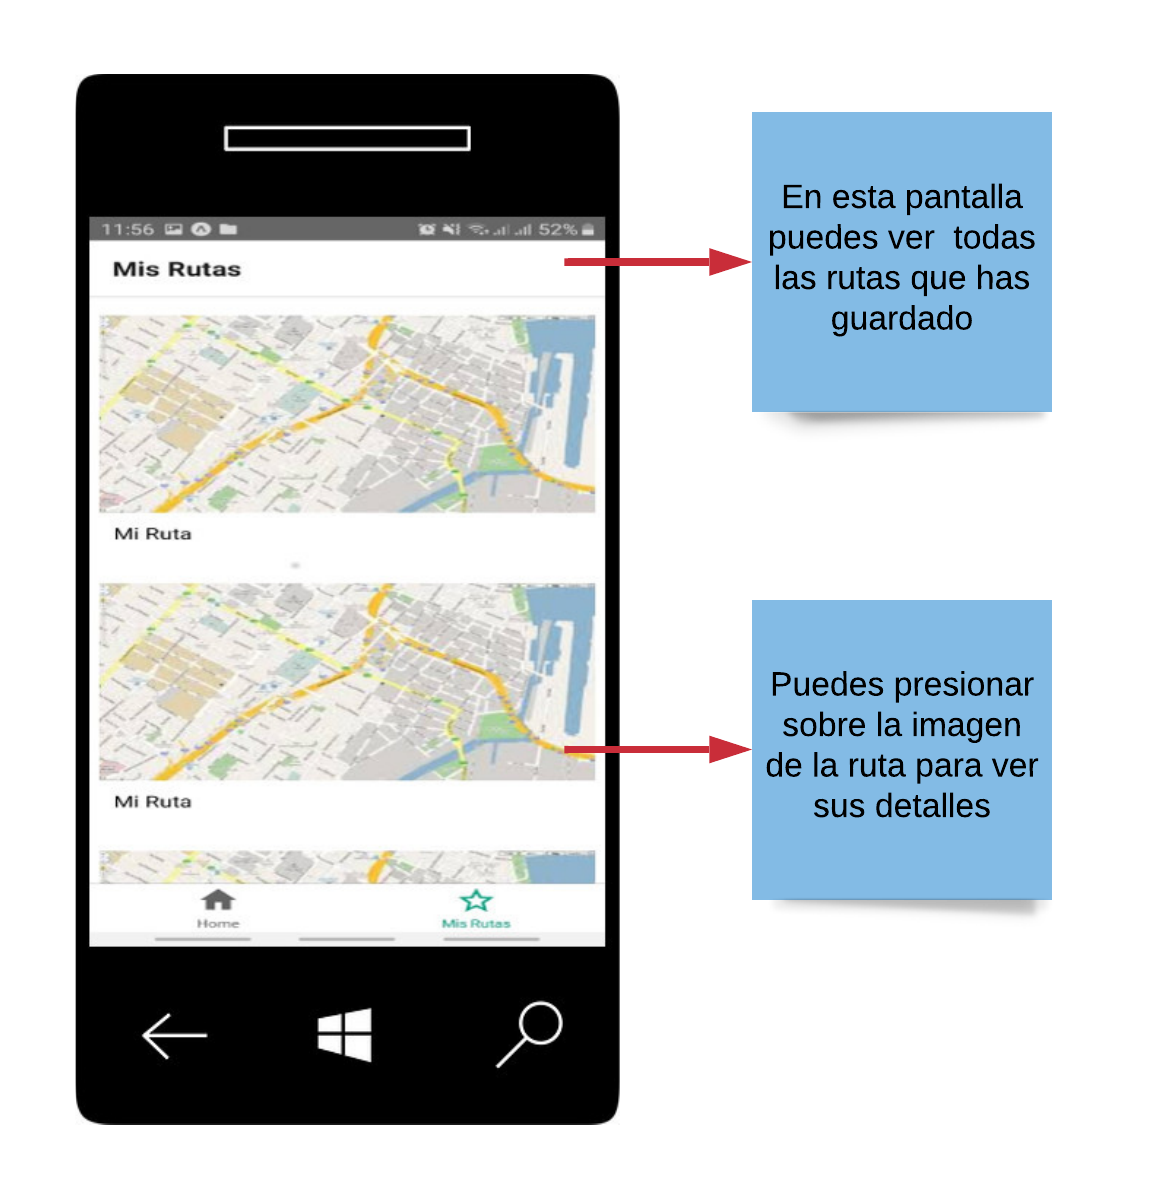 11:56 52%
Mis Rutas
Mi Ruta
Mi Ruta
Home Mis Rutas
En esta pantalla
puedes ver todas
las rutas que has
guardado
Puedes presionar
sobre la imagen
de la ruta para ver
sus detalles